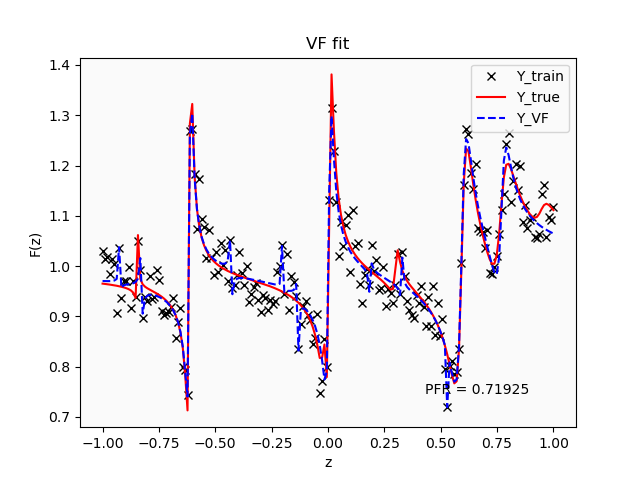 VF fit
Y_train
Y_true
Y_VF
F(z)
1.4
1.3
1.2
1.1
1.0
0.9
0.8
0.7
PFR = 0.71925
−1.00 −0.75 −0.50 −0.25 0.00 0.25 0.50 0.75 1.00
z